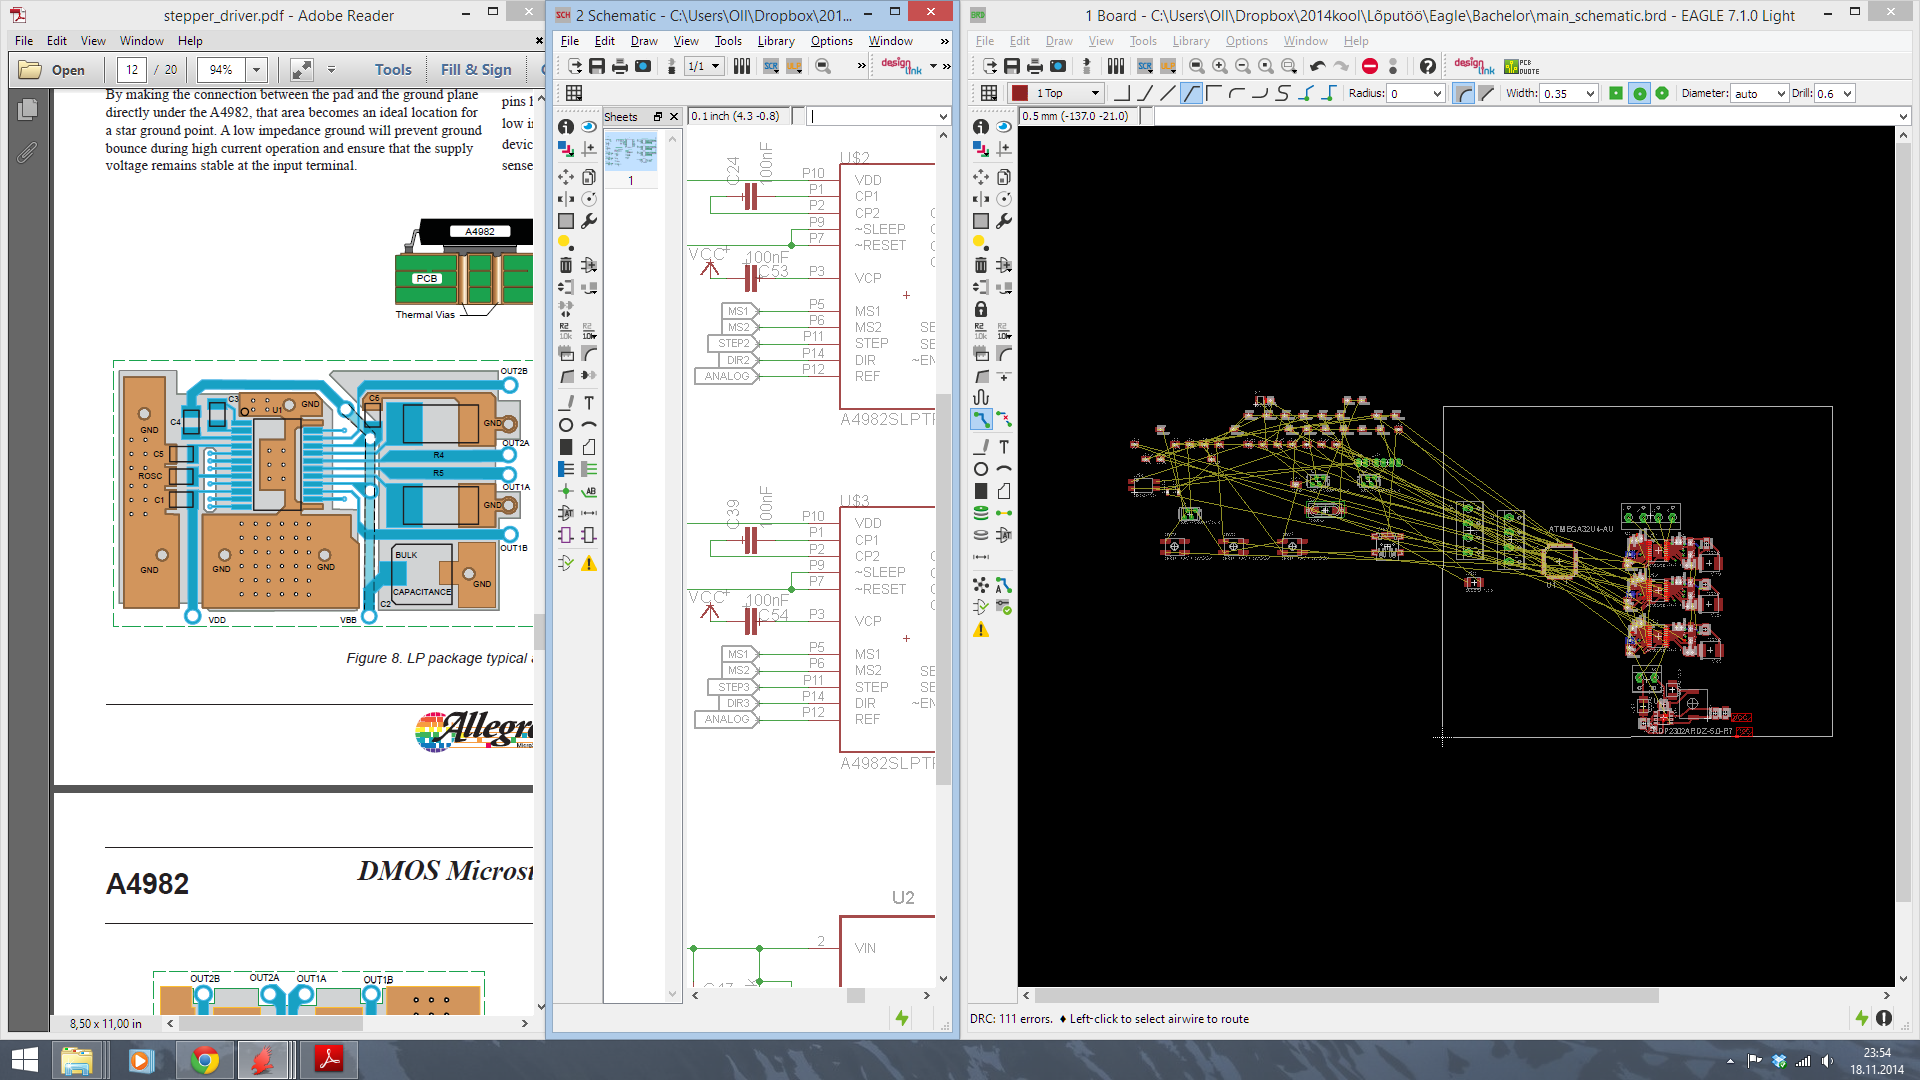 stepper_driver.pdf - Adobe Reader
File Edit View Window Help
Open 12 / 20 94% Tools Fill & Sign
By making the connection between the pad and the ground plane
directly under the A4982, that area becomes an ideal location for
a star ground point. A low impedance ground will prevent ground
bounce during high current operation and ensure that the supply
voltage remains stable at the input terminal.
pins
low i
devic
sense
A4982
PCB
Thermal Vias
OUT2B
C3 U1 GND C6
GND C4 GND
OUT2A
C5 R4
ROSC R5
C1 OUT1A
GND
OUT1B
BULK
GND GND GND GND
CAPACITANCE
C2
VDD VBB
Figure 8. LP package typical
Allegr
A4982 DMOS Microst
OUT2B OUT2A OUT1A OUT1B
8,50 x 11,00 in
2 Schematic - C:\Users\Oll\Dropbox\201...
File Edit Draw View Tools Library Options Window »
1/1 design link
Sheets 0.1 inch (4.3 -0.8)
1
C24 100nF U$2
P10 VDD
P1 CP1
P2 CP2
P9 ~SLEEP
P7 ~RESET
VCC 100nF C53 P3 VCP
MS1 P5 MS1
MS2 P6 MS2 SE
STEP2 P11 STEP SE
DIR2 P14 DIR ~EN
ANALOG P12 REF
A4982SLPTR
C39 100nF U$3
P10 VDD
P1 CP1
P2 CP2
P9 ~SLEEP
P7 ~RESET
VCC 100nF C54 P3 VCP
MS1 P5 MS1
MS2 P6 MS2 SE
STEP3 P11 STEP SE
DIR3 P14 DIR ~EN
ANALOG P12 REF
A4982SLPTR
U2
2 VIN
1 Board - C:\Users\Oll\Dropbox\2014kool\Lõputöö\Eagle\Bachelor\main_schematic.brd - EAGLE 7.1.0 Light
File Edit Draw View Tools Library Options Window Help
design link PCB QUOTE
1 Top Radius: 0 Width: 0.35 Diameter: auto Drill: 0.6
0.5 mm (-137.0 -21.0)
ATMEGA32U4-AU
DRC: 111 errors. ♦ Left-click to select airwire to route
23:54
18.11.2014